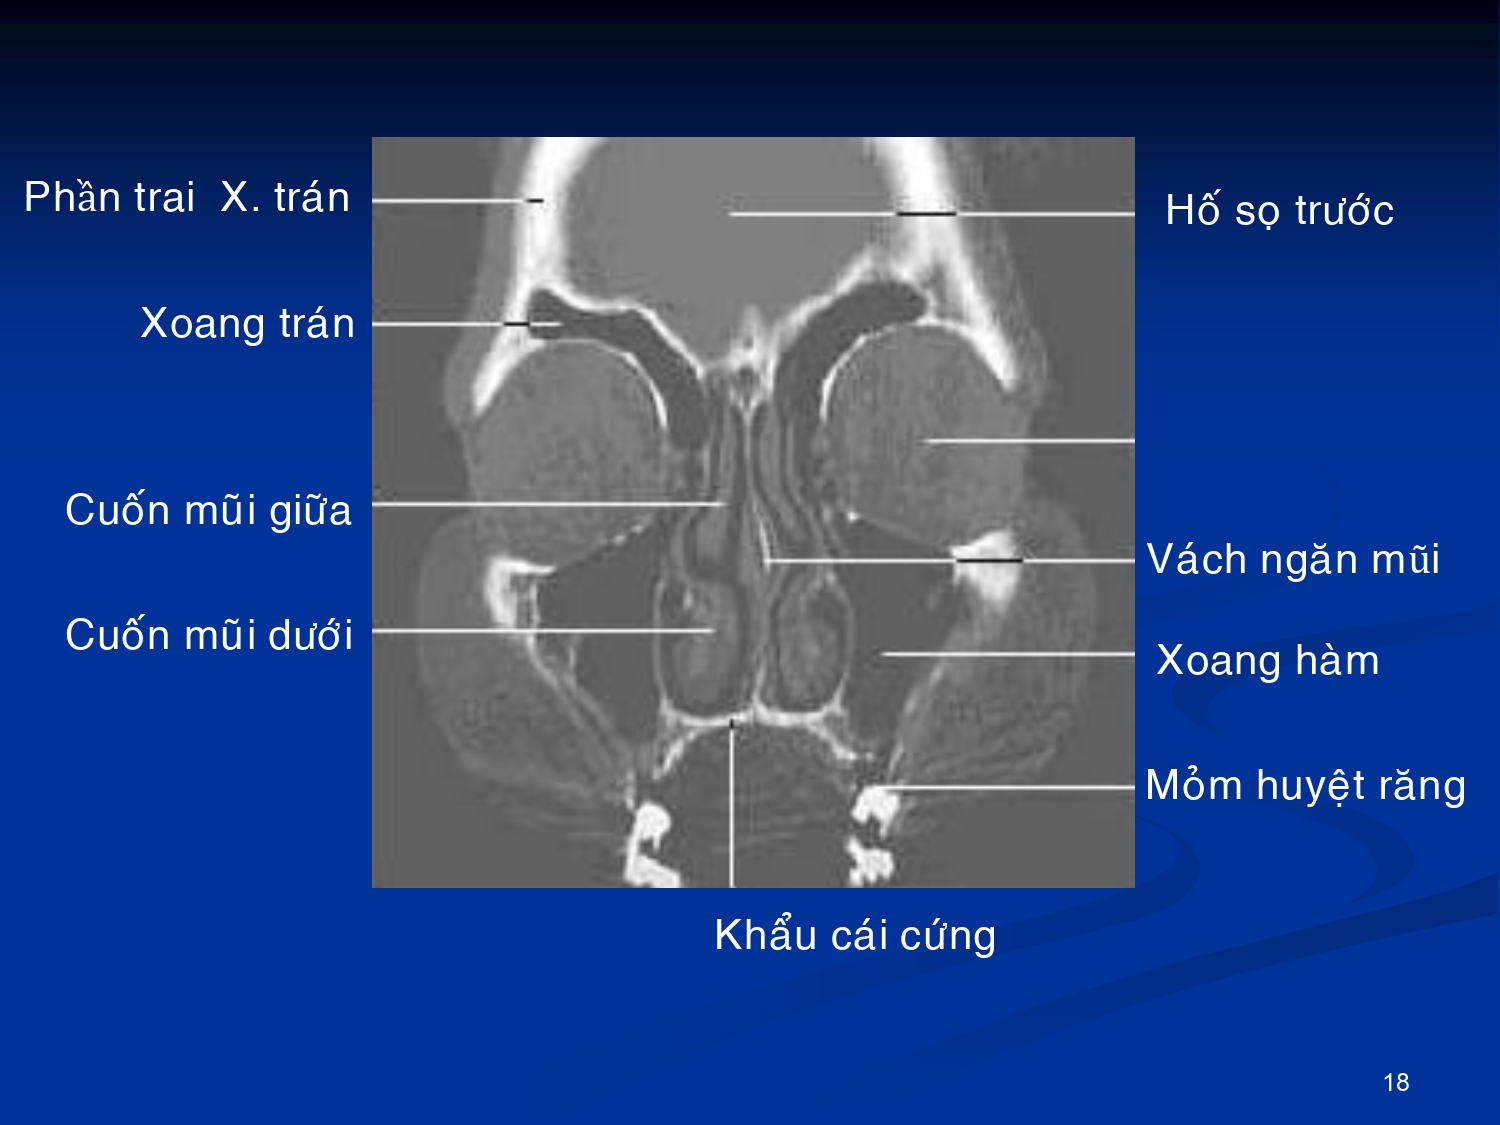 Phần trai X. trán
Hố sọ trước
Xoang trán
Cuốn mũi giữa
Vách ngăn mũi
Cuốn mũi dưới
Xoang hàm
Mỏm huyệt răng
Khẩu cái cứng
18